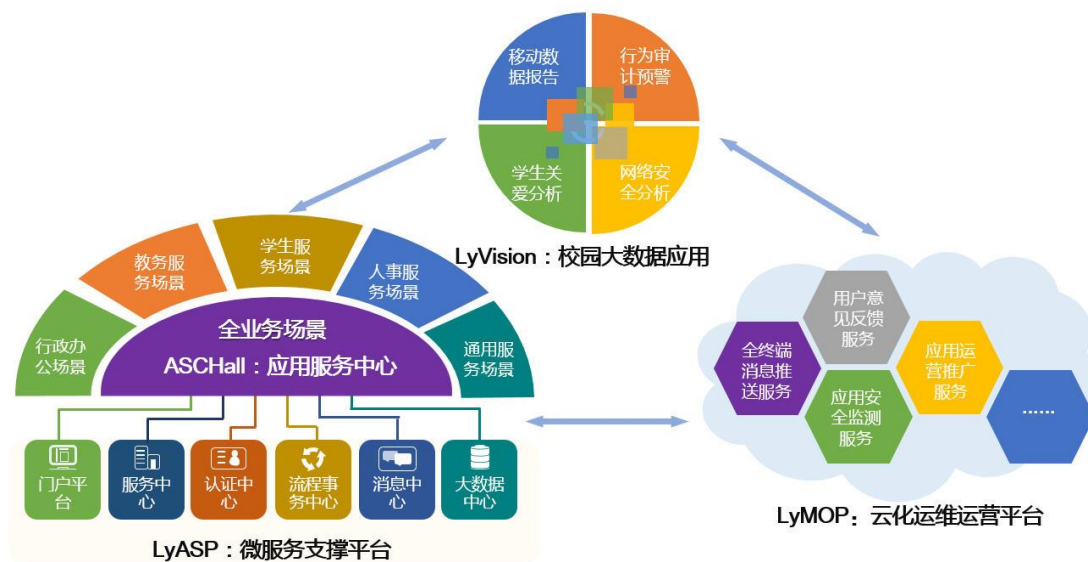 移动数
据报告
行为审
计预警
学生关
爱分析
网络安
全分析
LyVision：校园大数据应用
行政办
公场景
教务服
务场景
学生服
务场景
人事服
务场景
通用服
务场景
全业务场景
ASCHall：应用服务中心
门户平
台
服务中
心
认证中
心
流程事
务中心
消息中
心
大数据
中心
LyASP：微服务支撑平台
用户意
见反馈
服务
全终端
消息推
送服务
应用运
营推广
服务
应用安
全监测
服务
……
LyMOP：云化运维运营平台